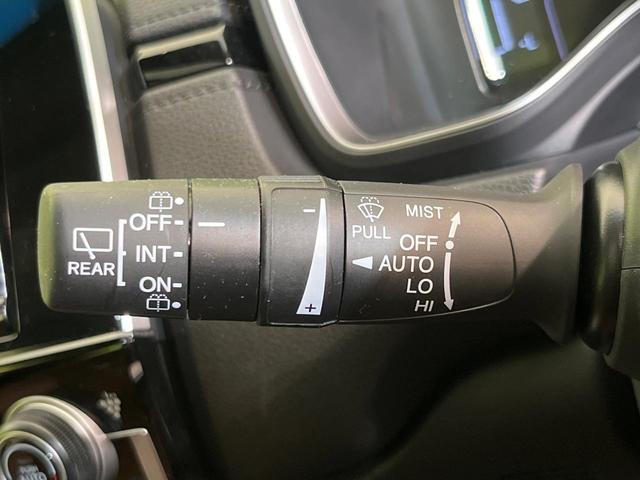 OFF
INT
REAR
ON
−
+
PULL
MIST
OFF
AUTO
LO
HI